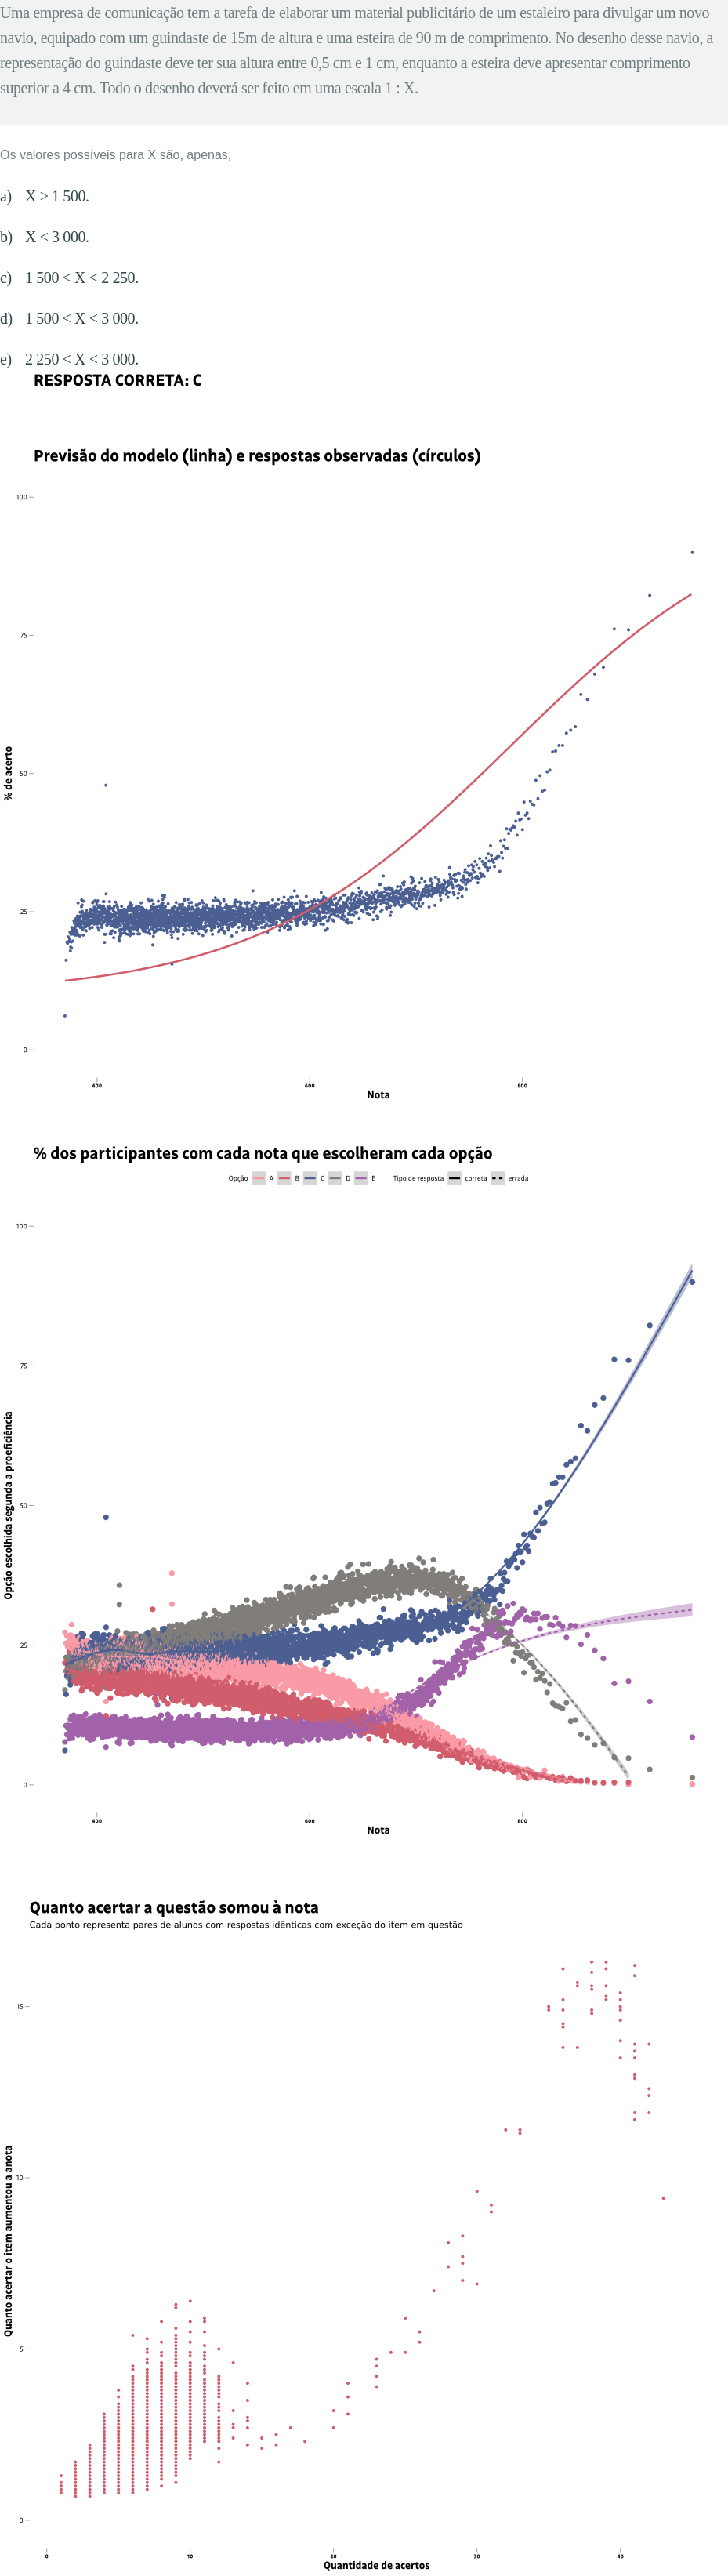 Uma empresa de comunicação tem a tarefa de elaborar um material publicitário de um estaleiro para divulgar um novo
navio, equipado com um guindaste de 15m de altura e uma esteira de 90 m de comprimento. No desenho desse navio, a
representação do guindaste deve ter sua altura entre 0,5 cm e 1 cm, enquanto a esteira deve apresentar comprimento
superior a 4 cm. Todo o desenho deverá ser feito em uma escala 1 : X.
Os valores possíveis para X são, apenas,
a) X > 1 500.
b) X < 3 000.
c) 1 500 < X < 2 250.
d) 1 500 < X < 3 000.
e) 2 250 < X < 3 000.
RESPOSTA CORRETA: C
Previsão do modelo (linha) e respostas observadas (círculos)
100
75
50
25
0
% de acerto
400 600 800
Nota
% dos participantes com cada nota que escolheram cada opção
Opção A B C D E Tipo de resposta correta errada
100
75
50
25
0
Opção escolhida segunda a proeficiência
400 600 800
Nota
Quanto acertar a questão somou à nota
Cada ponto representa pares de alunos com respostas idênticas com exceção do item em questão
15
10
5
0
Quanto acertar o item aumentou a anota
0 10 20 30 40
Quantidade de acertos